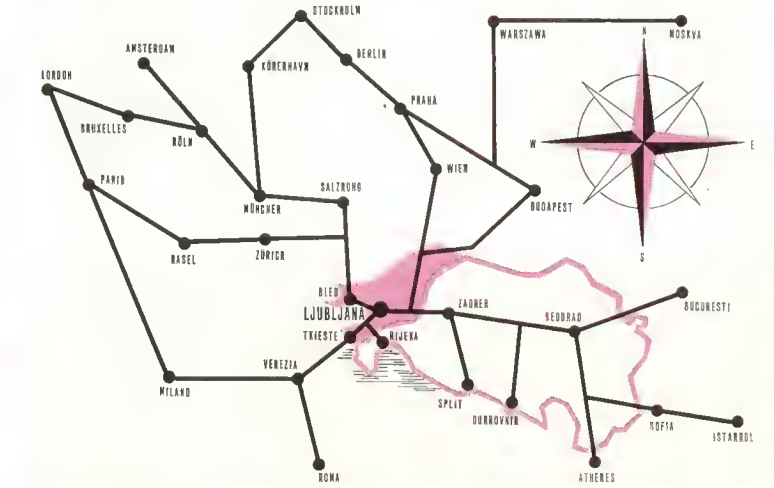 STOCKHOLM
WARSZAWA
MOSKVA
AMSTERDAM
BERLIN
KÖBENHAVN
LONDON
PRAHA
BRUXELLES
KÖLN
N
W
E
S
WIEN
PARIS
SALZBURG
MÜNCHEN
BUDAPEST
BASEL
ZÜRICH
BLED
LJUBLJANA
ZAGREB
BEOGRAD
BUCUREŞTI
TRIESTE
RIJEKA
VENEZIA
MILANO
SPLIT
DUBROVNIK
SOFIA
ISTANBUL
ROMA
ATHENES